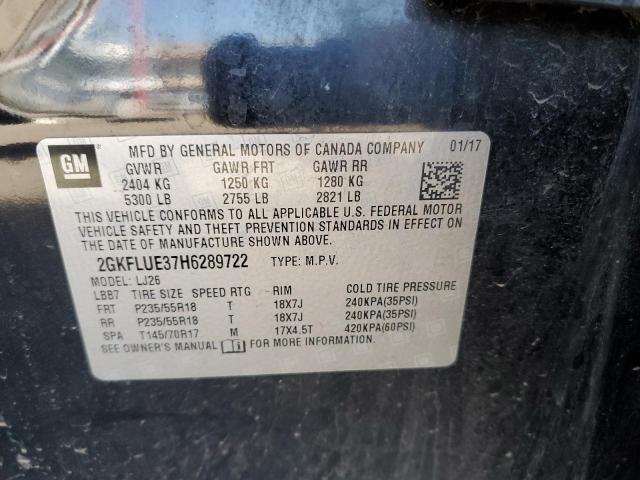 GM MFD BY GENERAL MOTORS OF CANADA COMPANY 01/17
GVWR GAWR FRT GAWR RR
2404 KG 1250 KG 1280 KG
5300 LB 2755 LB 2821 LB
THIS VEHICLE CONFORMS TO ALL APPLICABLE U.S. FEDERAL MOTOR
VEHICLE SAFETY AND THEFT PREVENTION STANDARDS IN EFFECT ON
THE DATE OF MANUFACTURE SHOWN ABOVE.
2GKFLUE37H6289722 TYPE: M.P.V.
MODEL: LJ26
LBB7 TIRE SIZE SPEED RTG RIM COLD TIRE PRESSURE
FRT P235/55R18 T 18X7J 240KPA(35PSI)
RR P235/55R18 T 18X7J 240KPA(35PSI)
SPA T145/70R17 M 17X4.5T 420KPA(60PSI)
SEE OWNER'S MANUAL FOR MORE INFORMATION.